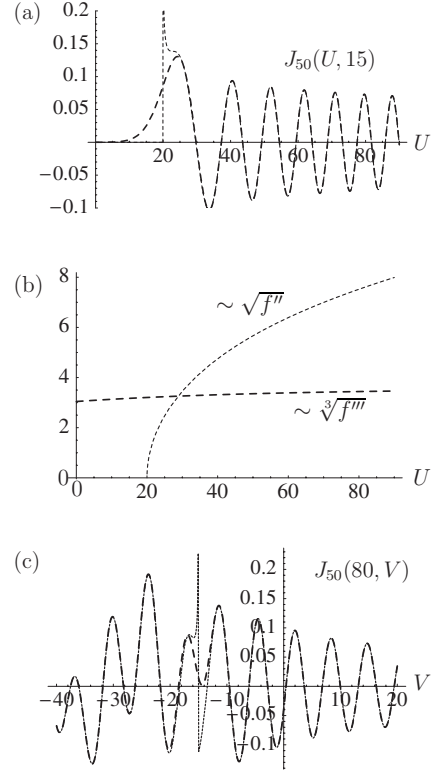 (a)
0.2
0.15
0.1
0.05
−0.05
−0.1
20 40 60 80 U
J₅₀(U, 15)
(b)
8
6
4
2
0
0 20 40 60 80 U
∼ √f″
∼ ∛f‴
(c)
J₅₀(80, V)
0.2
0.15
0.1
0.05
−0.05
−0.1
−40 −30 −20 −10 10 20 V